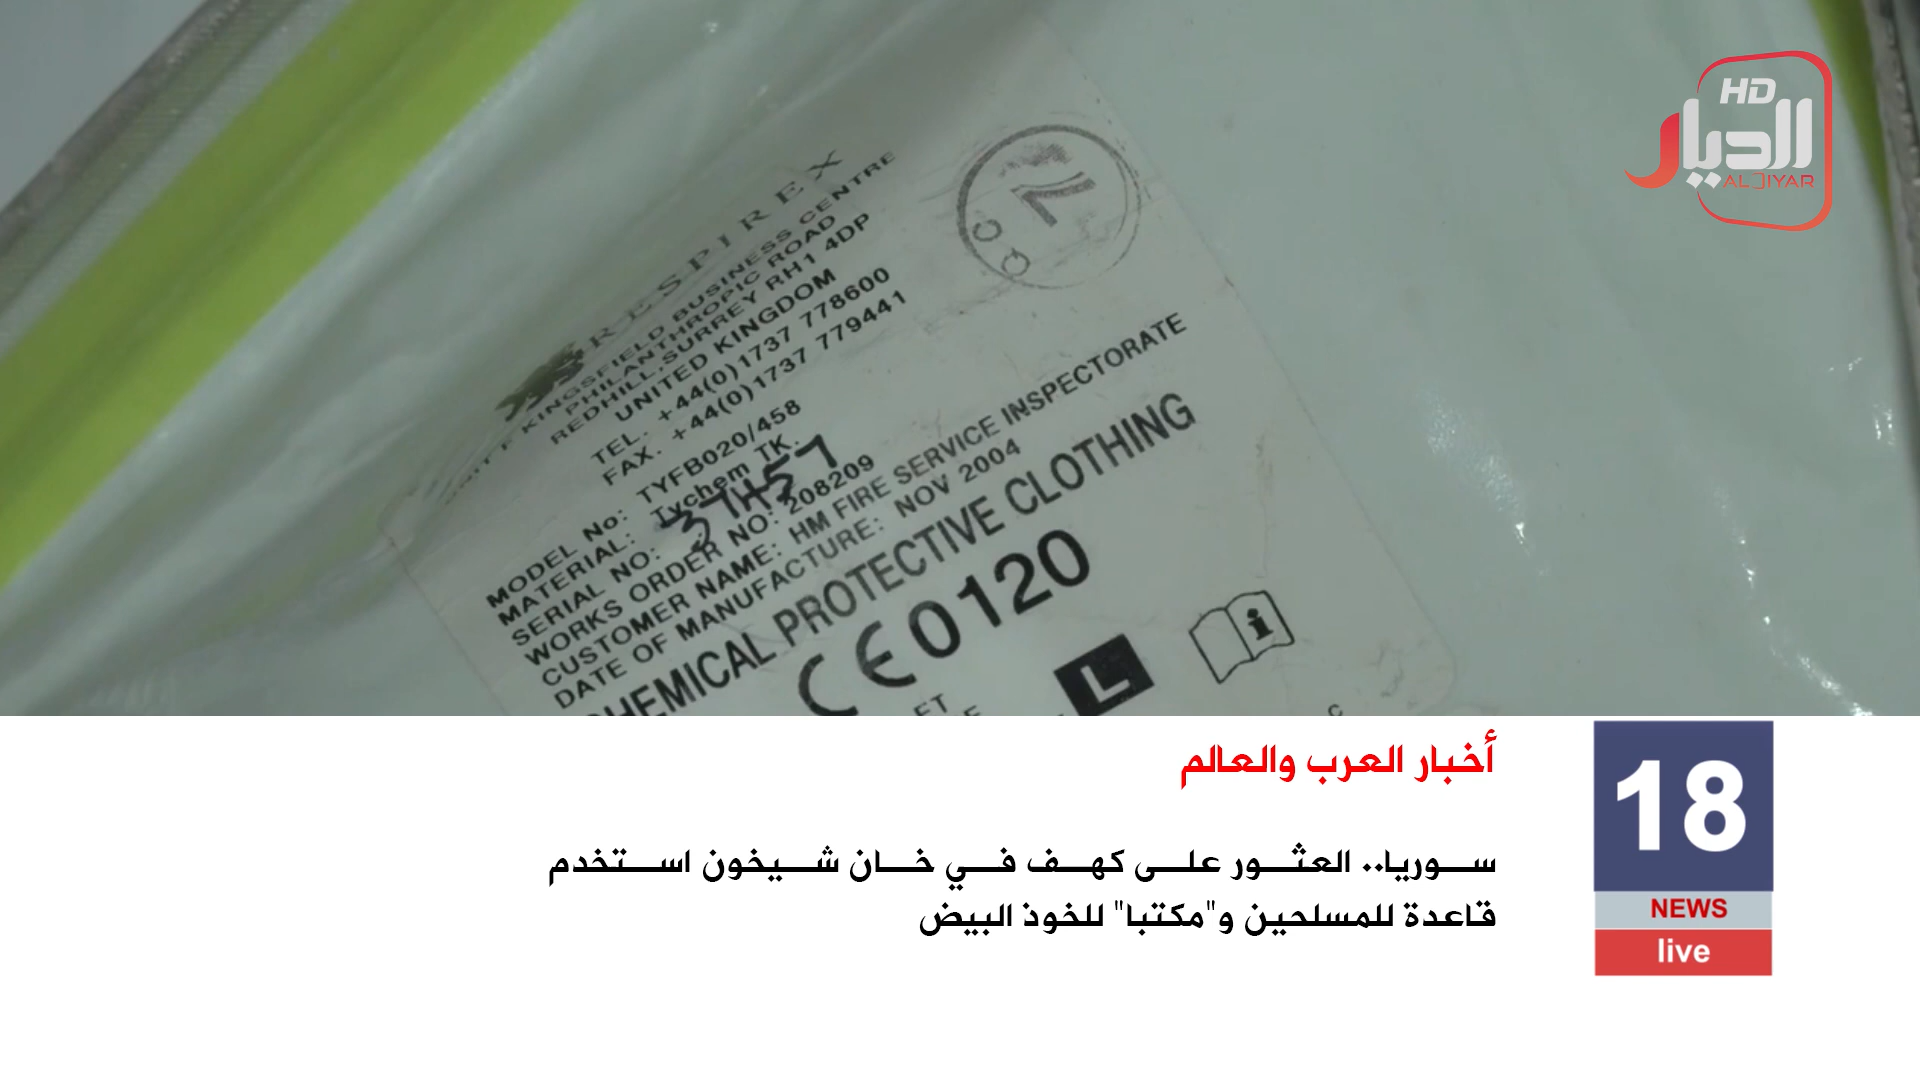 HD
الديار
ALDIYAR
RESPIREX
UNIT F KINGSFIELD BUSINESS CENTRE
PHILANTHROPIC ROAD
REDHILL,SURREY RH1 4DP
UNITED KINGDOM
TEL. +44(0)1737 778600
FAX. +44(0)1737 779441
QC
MODEL No: TYFB020/458
MATERIAL: Tychem TK.
SERIAL NO: 37457
WORKS ORDER NO: 208209
CUSTOMER NAME: HM FIRE SERVICE INSPECTORATE
DATE OF MANUFACTURE: NOV 2004
CHEMICAL PROTECTIVE CLOTHING
CE0120
L
أخبار العرب والعالم
سوريا.. العثور على كهف في خان شيخون استخدم
قاعدة للمسلحين و"مكتبا" للخوذ البيض
18
NEWS
live